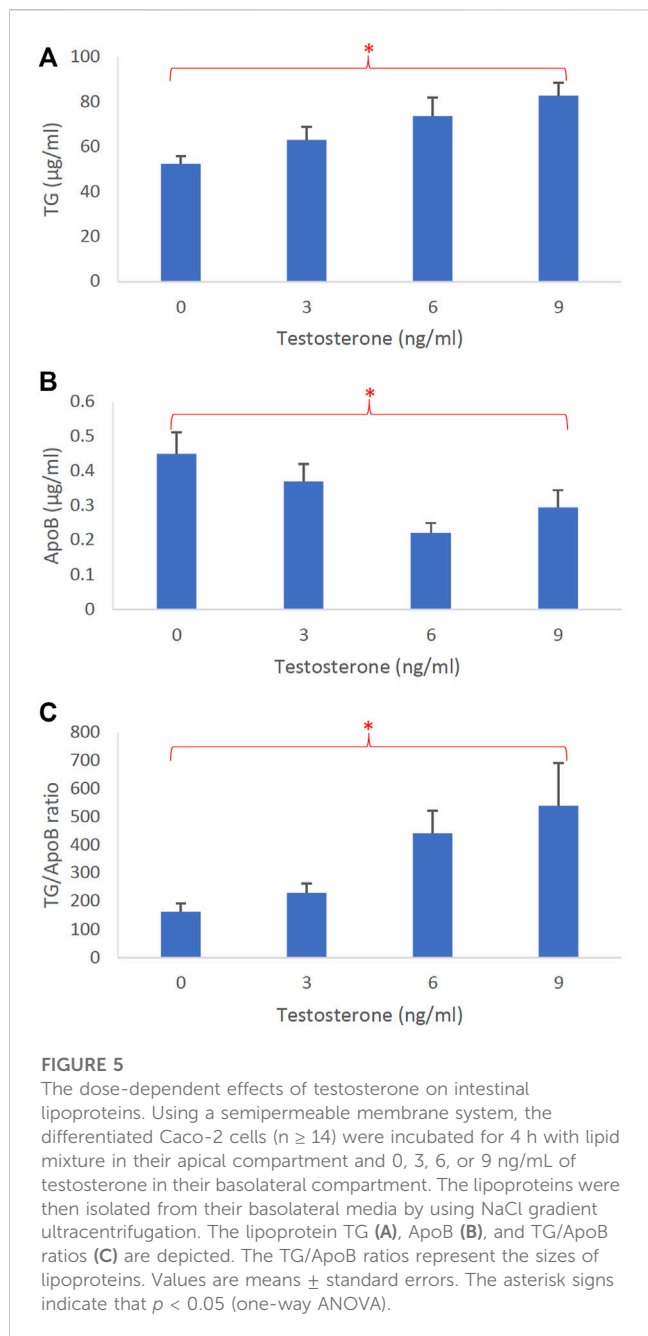 A
*
100
80
60
40
20
0
TG (µg/ml)
0 3 6 9
Testosterone (ng/ml)
B
*
0.6
0.5
0.4
0.3
0.2
0.1
0
ApoB (µg/ml)
0 3 6 9
Testosterone (ng/ml)
C
*
800
700
600
500
400
300
200
100
0
TG/ApoB ratio
0 3 6 9
Testosterone (ng/ml)
FIGURE 5
The dose-dependent effects of testosterone on intestinal
lipoproteins. Using a semipermeable membrane system, the
differentiated Caco-2 cells (n ≥ 14) were incubated for 4 h with lipid
mixture in their apical compartment and 0, 3, 6, or 9 ng/mL of
testosterone in their basolateral compartment. The lipoproteins were
then isolated from their basolateral media by using NaCl gradient
ultracentrifugation. The lipoprotein TG (A), ApoB (B), and TG/ApoB
ratios (C) are depicted. The TG/ApoB ratios represent the sizes of
lipoproteins. Values are means ± standard errors. The asterisk signs
indicate that p < 0.05 (one-way ANOVA).